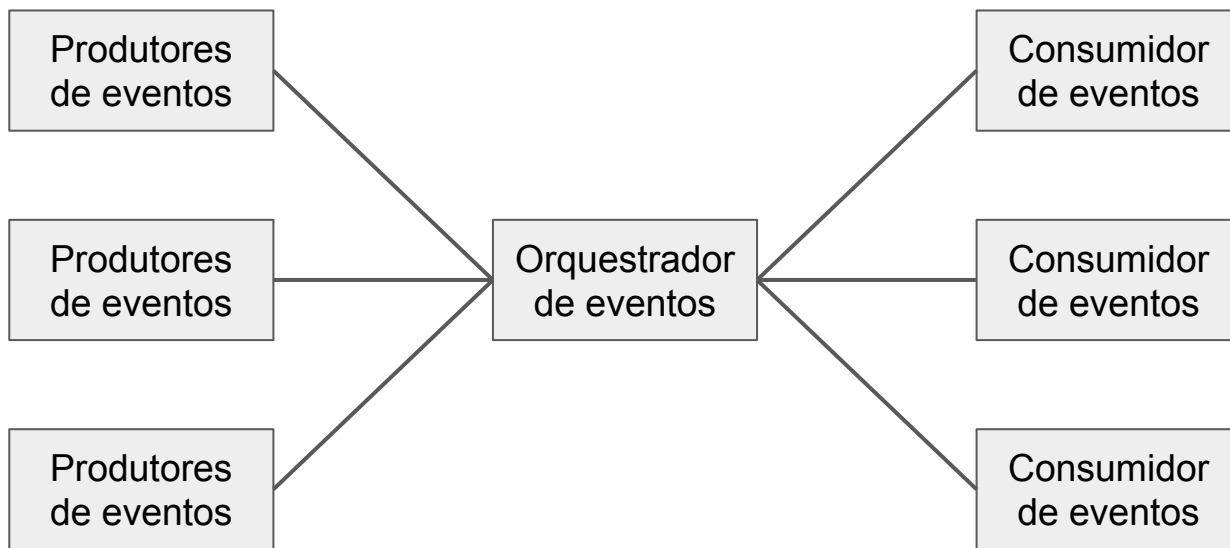 Produtores
de eventos
Consumidor
de eventos
Produtores
de eventos
Orquestrador
de eventos
Consumidor
de eventos
Produtores
de eventos
Consumidor
de eventos